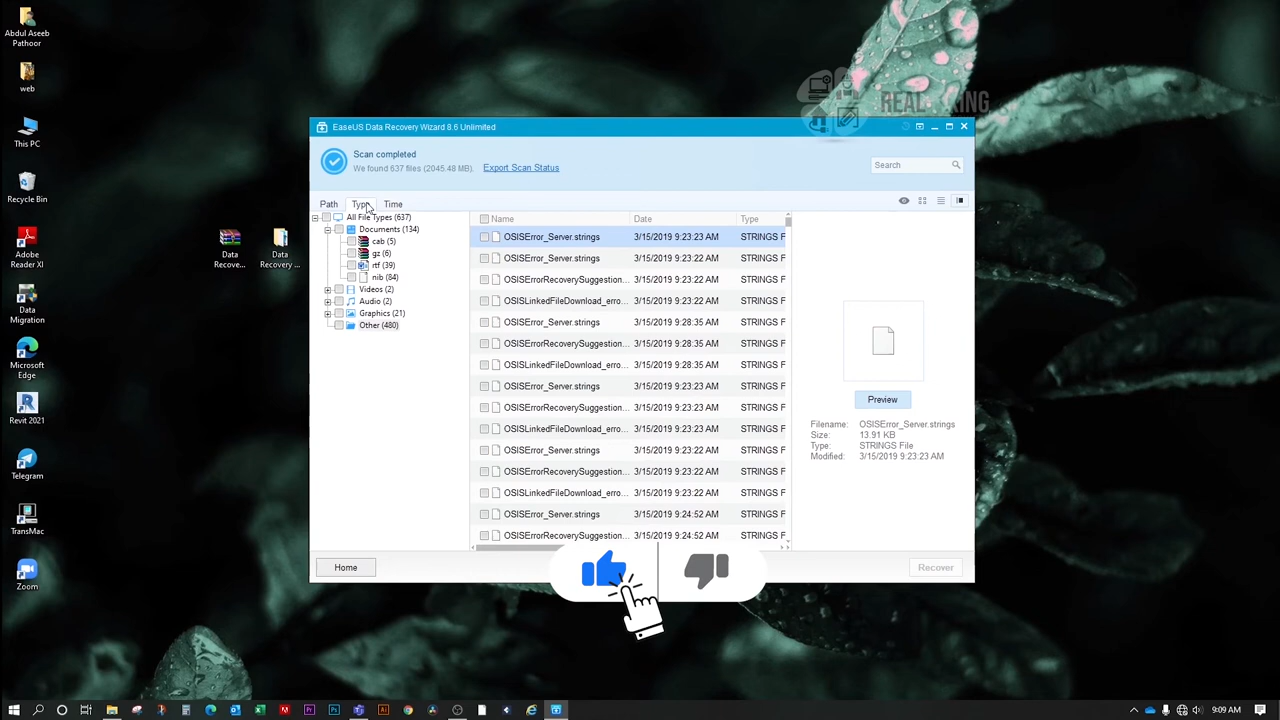 Abdul Aseeb
Pathoor
web
This PC
Recycle Bin
Adobe
Reader XI
Data
Migration
Microsoft
Edge
Revit 2021
Telegram
TransMac
Zoom
Data
Recove...
Data
Recovery ...
EaseUS Data Recovery Wizard 8.6 Unlimited
Scan completed
We found 637 files (2045.48 MB).
Export Scan Status
Search
Path
Type
Time
All File Types (637)
Documents (134)
cab (5)
gz (6)
rtf (39)
nib (84)
Videos (2)
Audio (2)
Graphics (21)
Other (480)
Name Date Type
OSISError_Server.strings 3/15/2019 9:23:23 AM STRINGS F
OSISError_Server.strings 3/15/2019 9:23:22 AM STRINGS F
OSISErrorRecoverySuggestion... 3/15/2019 9:23:22 AM STRINGS F
OSISLinkedFileDownload_erro... 3/15/2019 9:23:22 AM STRINGS F
OSISError_Server.strings 3/15/2019 9:28:35 AM STRINGS F
OSISErrorRecoverySuggestion... 3/15/2019 9:28:35 AM STRINGS F
OSISLinkedFileDownload_erro... 3/15/2019 9:28:35 AM STRINGS F
OSISError_Server.strings 3/15/2019 9:23:23 AM STRINGS F
OSISErrorRecoverySuggestion... 3/15/2019 9:23:23 AM STRINGS F
OSISLinkedFileDownload_erro... 3/15/2019 9:23:23 AM STRINGS F
OSISError_Server.strings 3/15/2019 9:23:22 AM STRINGS F
OSISErrorRecoverySuggestion... 3/15/2019 9:23:22 AM STRINGS F
OSISLinkedFileDownload_erro... 3/15/2019 9:23:22 AM STRINGS F
OSISError_Server.strings 3/15/2019 9:24:52 AM STRINGS F
OSISErrorRecoverySuggestion... 3/15/2019 9:24:52 AM STRINGS F
Preview
Filename: OSISError_Server.strings
Size: 13.91 KB
Type: STRINGS File
Modified: 3/15/2019 9:23:23 AM
Home
Recover
9:09 AM